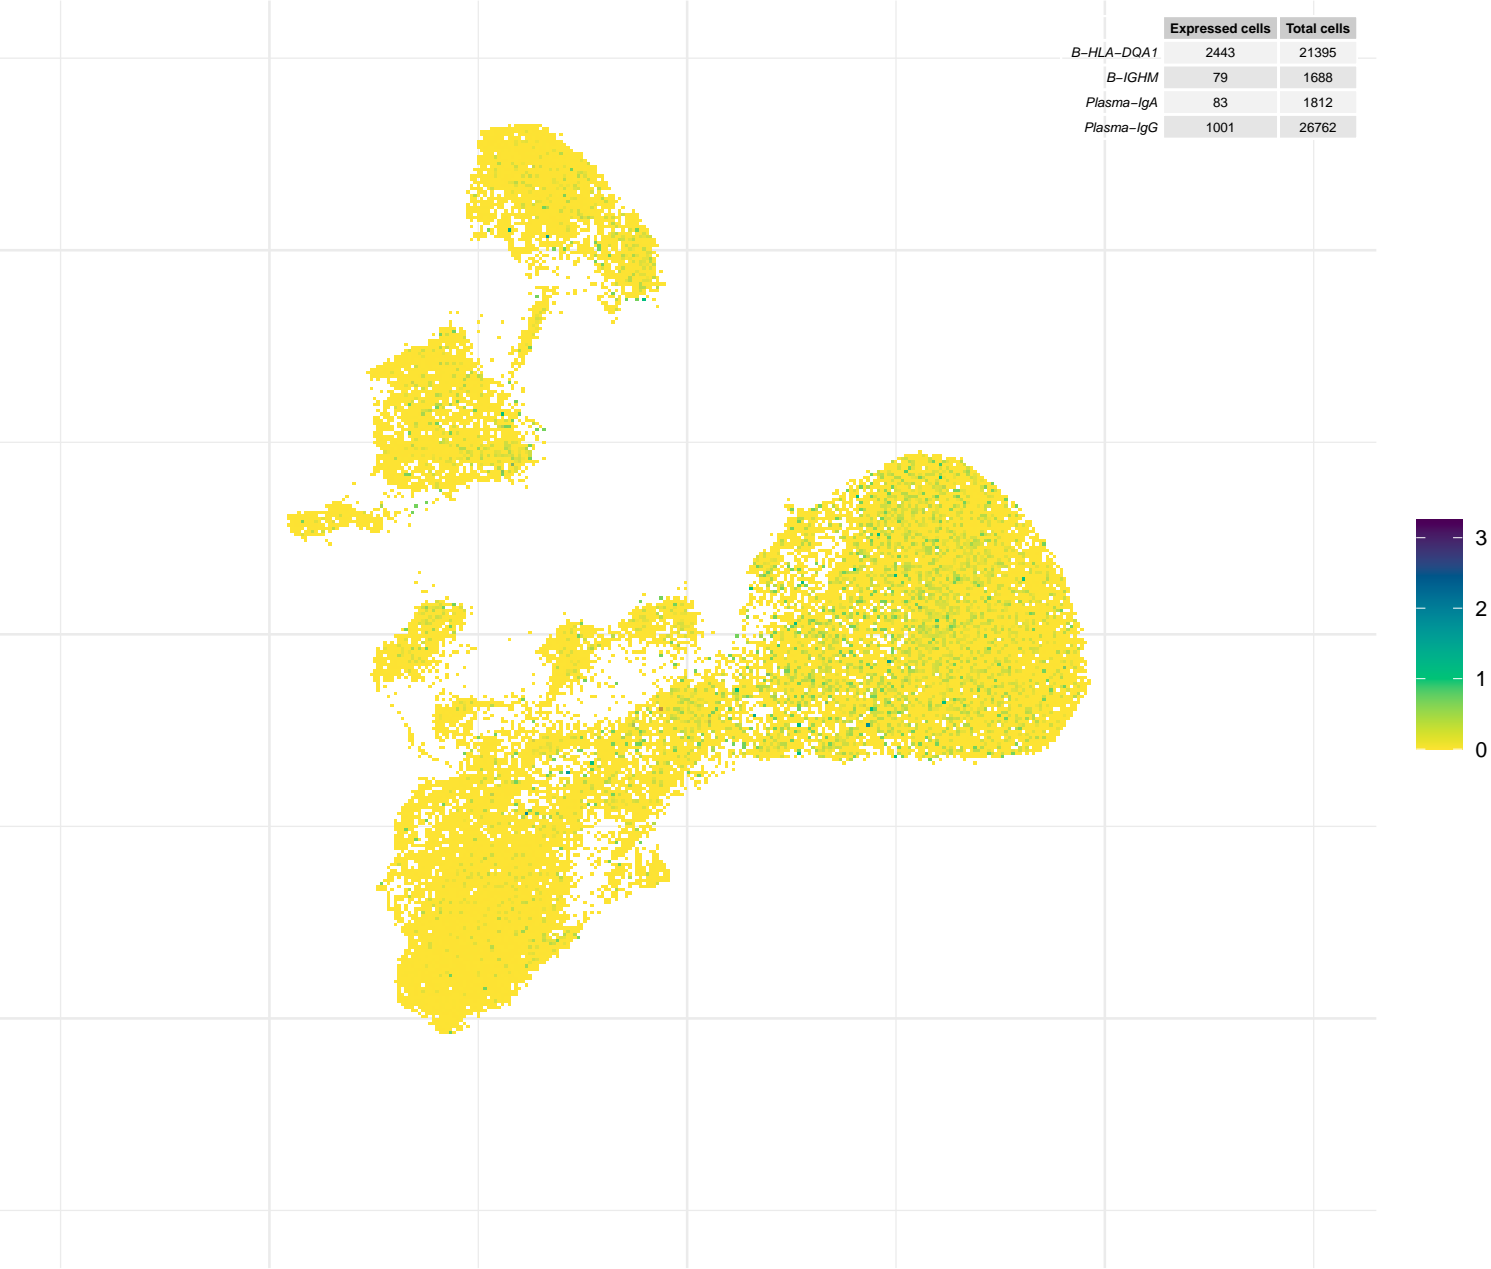 Expressed cells Total cells
B−HLA−DQA1 2443 21395
B−IGHM 79 1688
Plasma−IgA 83 1812
Plasma−IgG 1001 26762
3
2
1
0